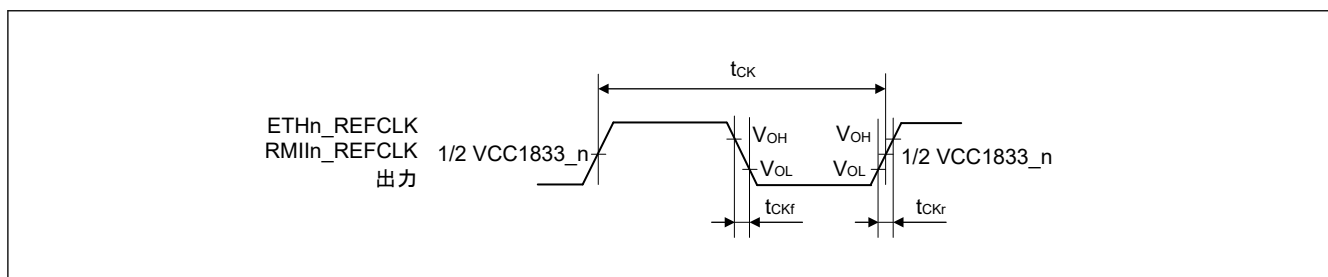 tCK
ETHn_REFCLK
RMIIn_REFCLK
出力
1/2 VCC1833_n
VOH
VOL
VOH
VOL
1/2 VCC1833_n
tCKf
tCKr